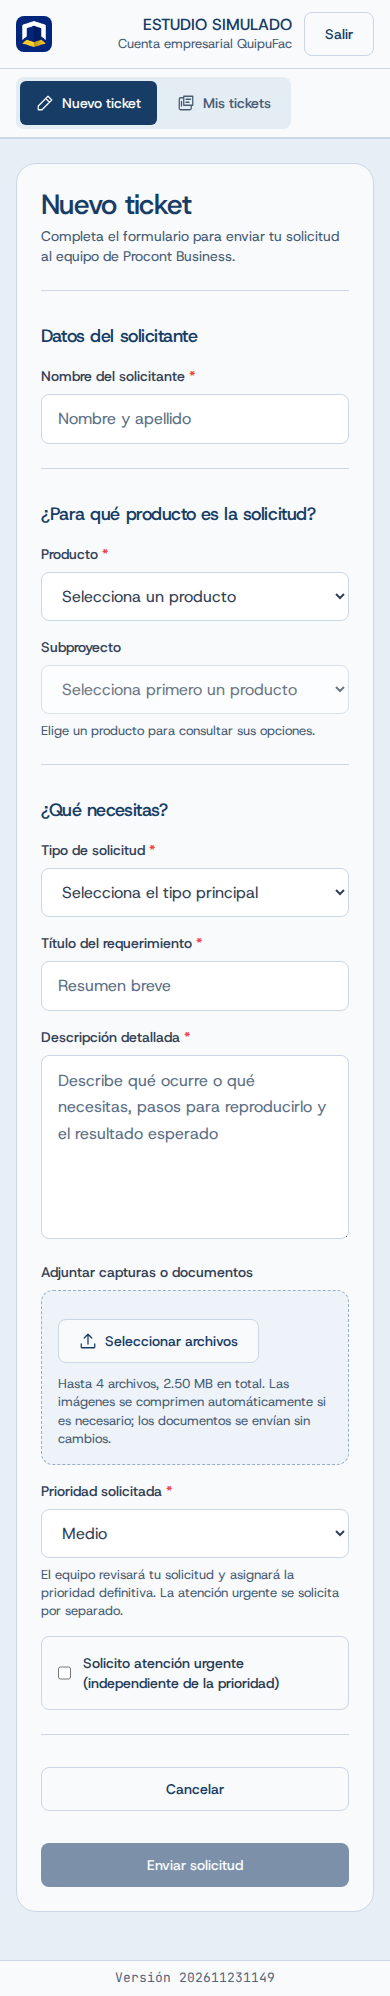 ESTUDIO SIMULADO
Cuenta empresarial QuipuFac
Salir
Nuevo ticket
Mis tickets
Nuevo ticket
Completa el formulario para enviar tu solicitud
al equipo de Procont Business.
Datos del solicitante
Nombre del solicitante *
Nombre y apellido
¿Para qué producto es la solicitud?
Producto *
Selecciona un producto
Subproyecto
Selecciona primero un producto
Elige un producto para consultar sus opciones.
¿Qué necesitas?
Tipo de solicitud *
Selecciona el tipo principal
Título del requerimiento *
Resumen breve
Descripción detallada *
Describe qué ocurre o qué
necesitas, pasos para reproducirlo y
el resultado esperado
Adjuntar capturas o documentos
Seleccionar archivos
Hasta 4 archivos, 2.50 MB en total. Las
imágenes se comprimen automáticamente si
es necesario; los documentos se envían sin
cambios.
Prioridad solicitada *
Medio
El equipo revisará tu solicitud y asignará la
prioridad definitiva. La atención urgente se solicita
por separado.
Solicito atención urgente
(independiente de la prioridad)
Cancelar
Enviar solicitud
Versión 202611231149